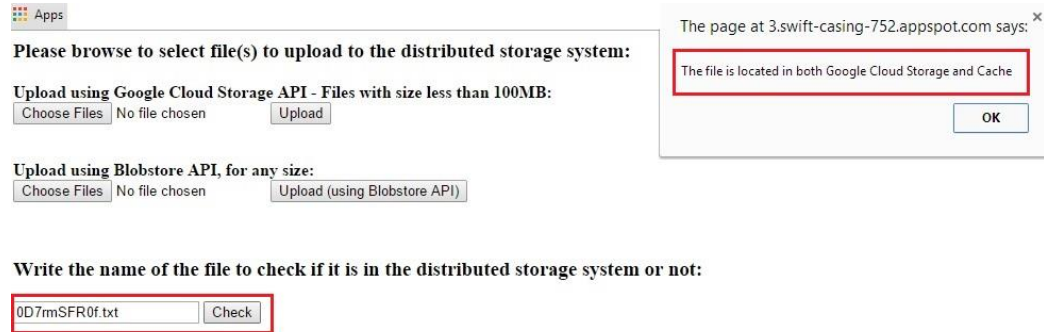 Apps
The page at 3.swift-casing-752.appspot.com says:
×
Please browse to select file(s) to upload to the distributed storage system:
The file is located in both Google Cloud Storage and Cache
OK
Upload using Google Cloud Storage API - Files with size less than 100MB:
Choose Files No file chosen Upload
Upload using Blobstore API, for any size:
Choose Files No file chosen Upload (using Blobstore API)
Write the name of the file to check if it is in the distributed storage system or not:
0D7rmSFR0f.txt Check